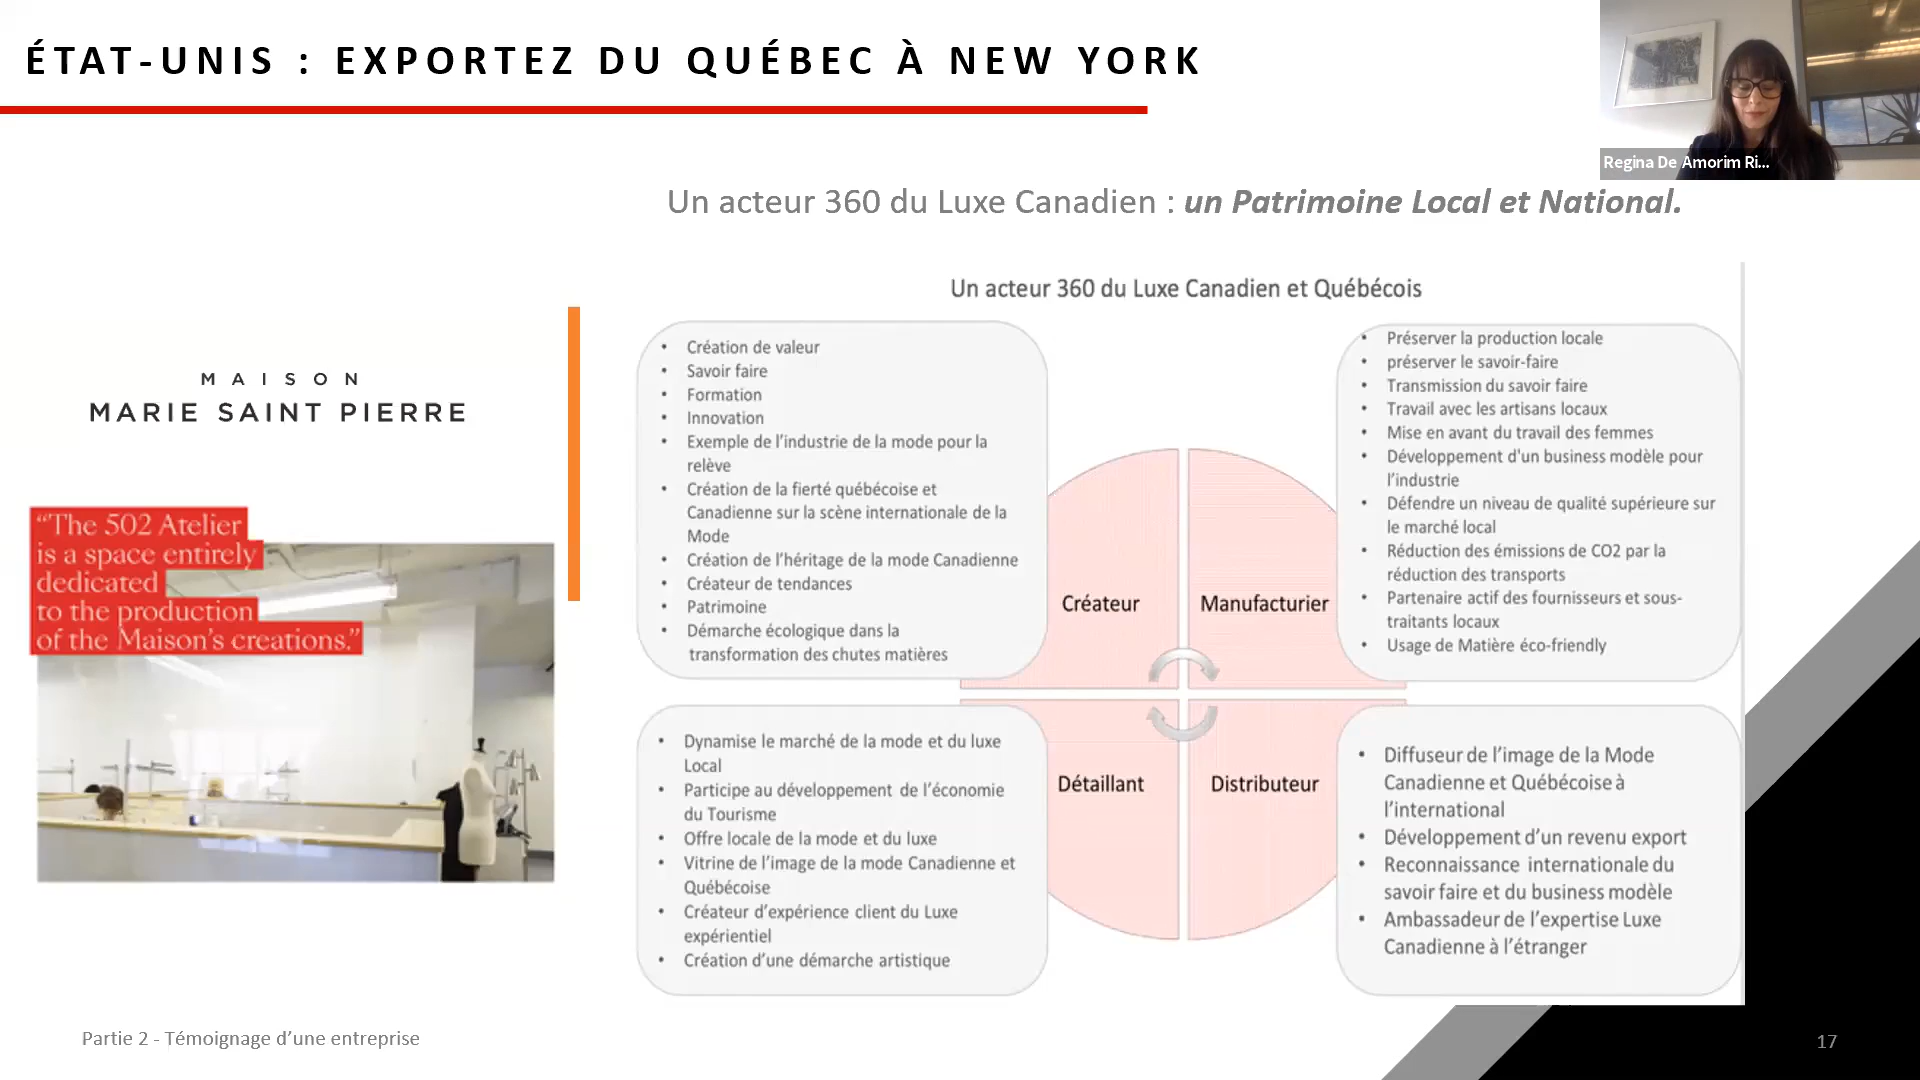 ÉTAT-UNIS : EXPORTEZ DU QUÉBEC À NEW YORK
Regina De Amorim Ri...
Un acteur 360 du Luxe Canadien : un Patrimoine Local et National.
MAISON
MARIE SAINT PIERRE
“The 502 Atelier
is a space entirely
dedicated
to the production
of the Maison’s creations.”
Un acteur 360 du Luxe Canadien et Québécois
• Création de valeur
• Savoir faire
• Formation
• Innovation
• Exemple de l’industrie de la mode pour la
relève
• Création de la fierté québécoise et
Canadienne sur la scène internationale de la
Mode
• Création de l’héritage de la mode Canadienne
• Créateur de tendances
• Patrimoine
• Démarche écologique dans la
transformation des chutes matières
• Préserver la production locale
• préserver le savoir-faire
• Transmission du savoir faire
• Travail avec les artisans locaux
• Mise en avant du travail des femmes
• Développement d'un business modèle pour
l’industrie
• Défendre un niveau de qualité supérieure sur
le marché local
• Réduction des émissions de CO2 par la
réduction des transports
• Partenaire actif des fournisseurs et sous-
traitants locaux
• Usage de Matière éco-friendly
Créateur
Manufacturier
Détaillant
Distributeur
• Dynamise le marché de la mode et du luxe
Local
• Participe au développement de l’économie
du Tourisme
• Offre locale de la mode et du luxe
• Vitrine de l’image de la mode Canadienne et
Québécoise
• Créateur d’expérience client du Luxe
expérientiel
• Création d’une démarche artistique
• Diffuseur de l’image de la Mode
Canadienne et Québécoise à
l’international
• Développement d’un revenu export
• Reconnaissance internationale du
savoir faire et du business modèle
• Ambassadeur de l’expertise Luxe
Canadienne à l’étranger
Partie 2 - Témoignage d’une entreprise
17